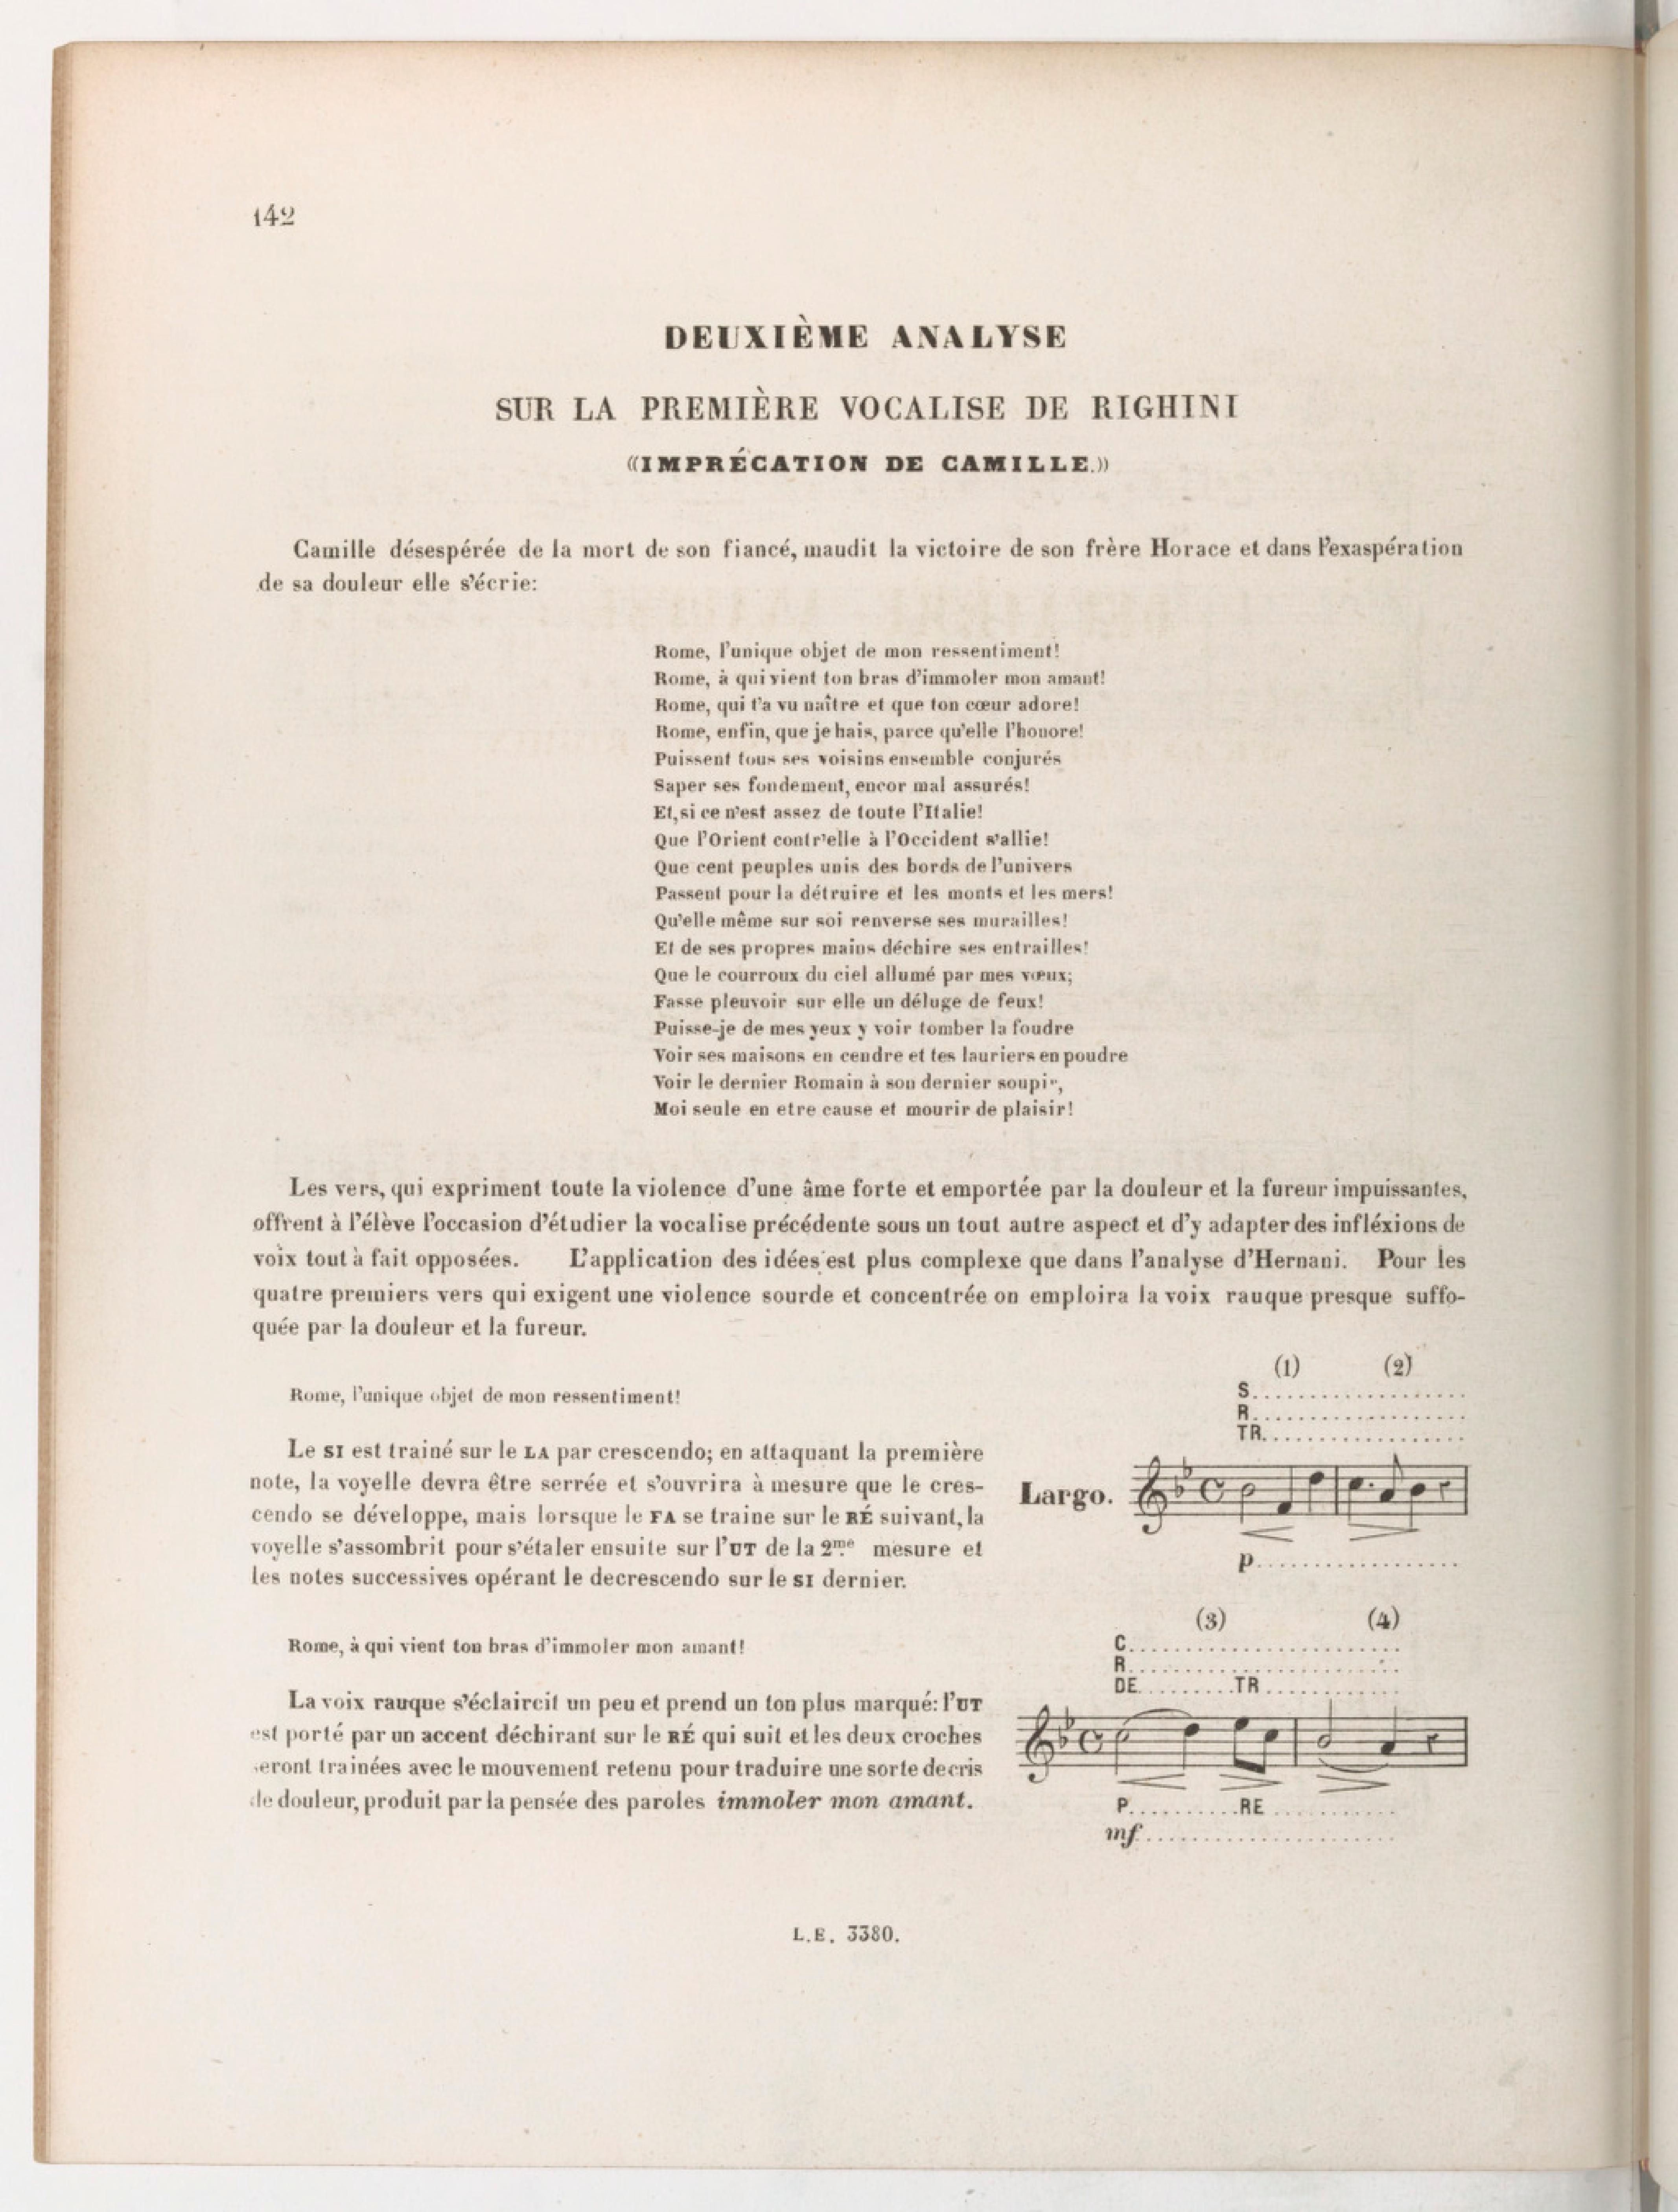 142
DEUXIÈME ANALYSE
SUR LA PREMIÈRE VOCALISE DE RIGHINI
((IMPRÉCATION DE CAMILLE.))
Camille désespérée de la mort de son fiancé, maudit la victoire de son frère Horace et dans l'exaspération
de sa douleur elle s'écrie:
Rome, l'unique objet de mon ressentiment!
Rome, à qui vient ton bras d'immoler mon amant!
Rome, qui t'a vu naître et que ton cœur adore!
Rome, enfin, que je hais, parce qu'elle l'honore!
Puissent tous ses voisins ensemble conjurés
Saper ses fondement, encor mal assurés!
Et, si ce n'est assez de toute l'Italie!
Que l'Orient contr'elle à l'Occident s'allie!
Que cent peuples unis des bords de l'univers
Passent pour la détruire et les monts et les mers!
Qu'elle même sur soi renverse ses murailles!
Et de ses propres mains déchire ses entrailles!
Que le courroux du ciel allumé par mes vœux;
Fasse pleuvoir sur elle un déluge de feux!
Puisse-je de mes yeux y voir tomber la foudre
Voir ses maisons en cendre et tes lauriers en poudre
Voir le dernier Romain à son dernier soupir,
Moi seule en etre cause et mourir de plaisir!
Les vers, qui expriment toute la violence d'une âme forte et emportée par la douleur et la fureur impuissantes,
offrent à l'élève l'occasion d'étudier la vocalise précédente sous un tout autre aspect et d'y adapter des infléxions de
voix tout à fait opposées. L'application des idées est plus complexe que dans l'analyse d'Hernani. Pour les
quatre premiers vers qui exigent une violence sourde et concentrée on emploira la voix rauque presque suffo-
quée par la douleur et la fureur.
Rome, l'unique objet de mon ressentiment!
Le SI est trainé sur le LA par crescendo; en attaquant la première
note, la voyelle devra être serrée et s'ouvrira à mesure que le cres-
cendo se développe, mais lorsque le FA se traine sur le RÉ suivant, la
voyelle s'assombrit pour s'étaler ensuite sur l'UT de la 2me mesure et
les notes successives opérant le decrescendo sur le SI dernier.
(1) (2)
S....................
R....................
TR...................
Largo.
p....................
Rome, à qui vient ton bras d'immoler mon amant!
La voix rauque s'éclaircit un peu et prend un ton plus marqué: l'UT
est porté par un accent déchirant sur le RÉ qui suit et les deux croches
seront trainées avec le mouvement retenu pour traduire une sorte de cris
de douleur, produit par la pensée des paroles immoler mon amant.
(3) (4)
C.........................
R.........................
DE.........TR.............
P..........RE............
mf.......................
L.E. 3380.